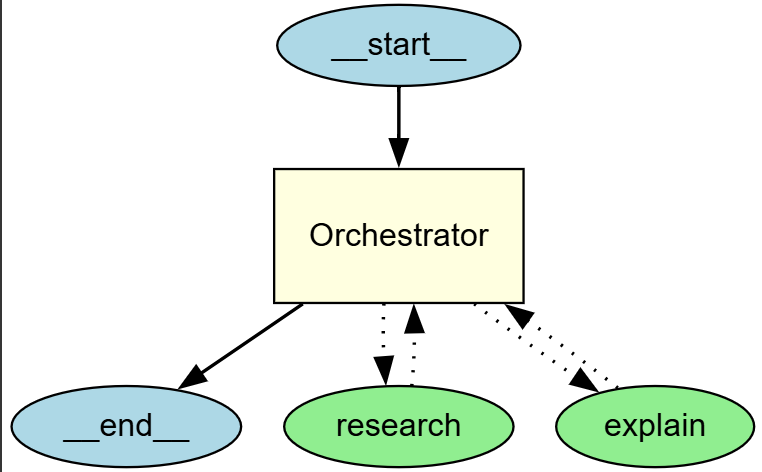 __start__
Orchestrator
__end__
research
explain